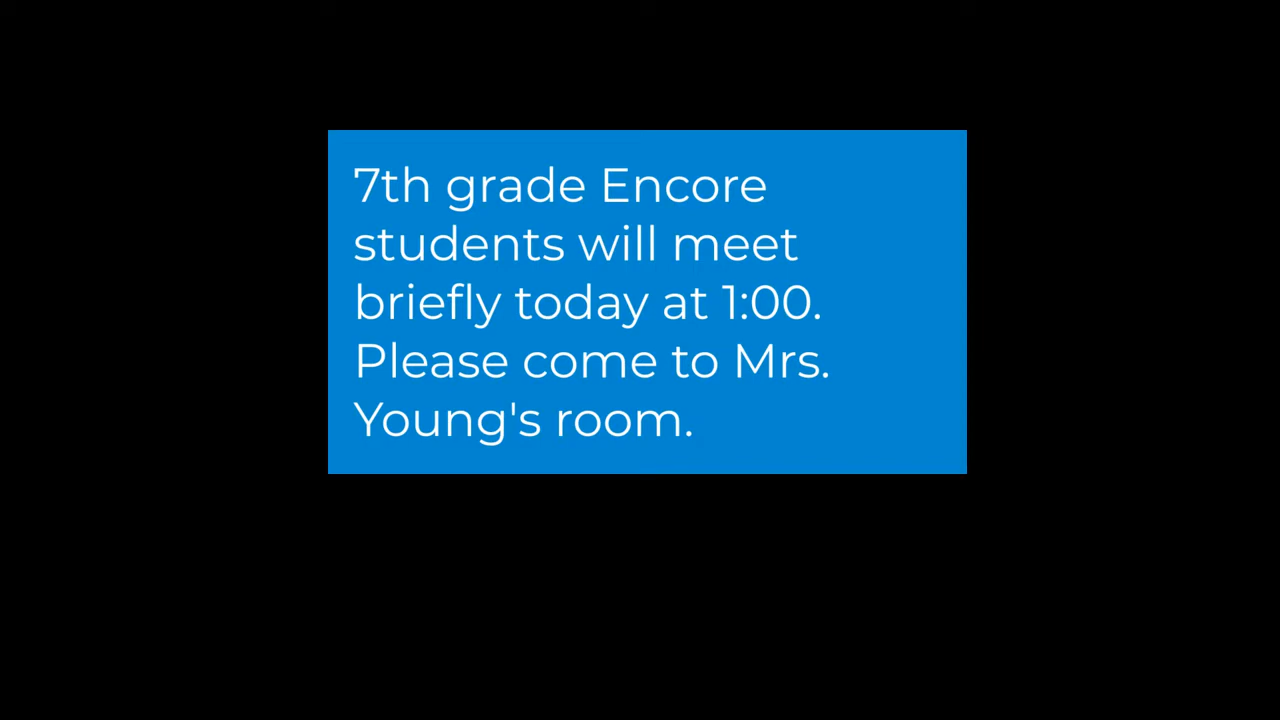 7th grade Encore
students will meet
briefly today at 1:00.
Please come to Mrs.
Young's room.